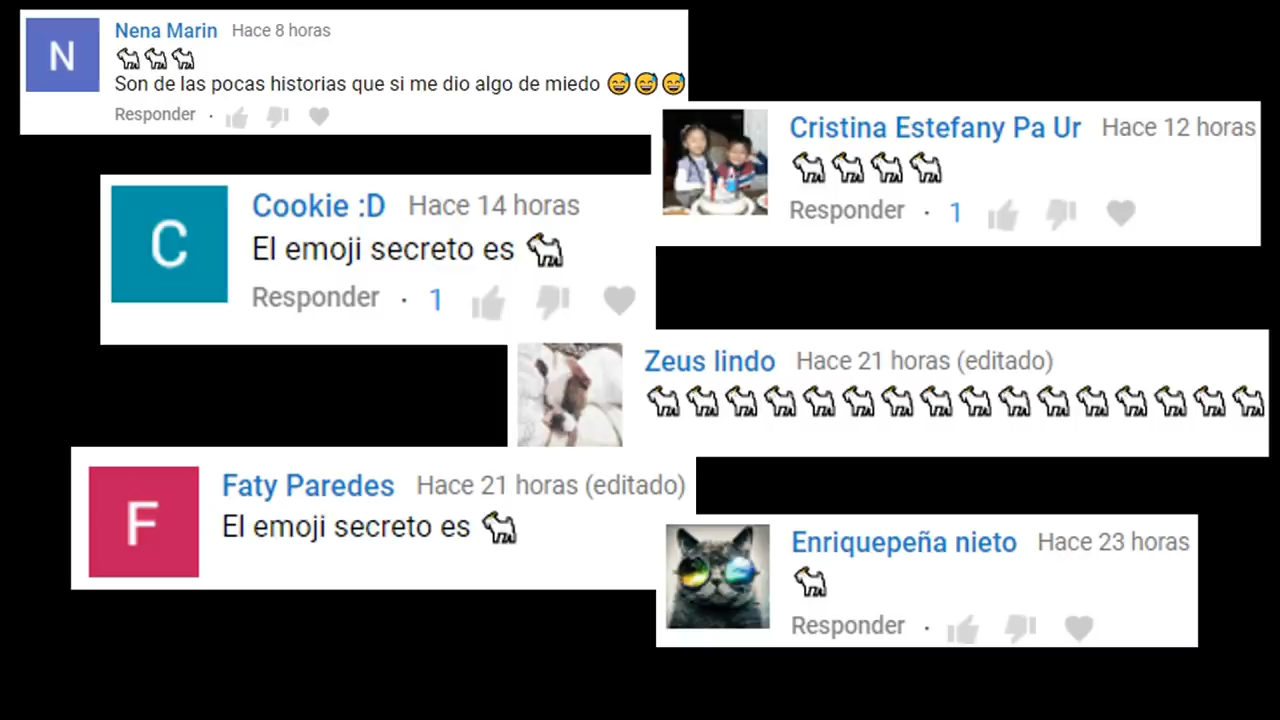 N
Nena Marin Hace 8 horas
🐐🐐🐐
Son de las pocas historias que si me dio algo de miedo 😅😅😅
Responder ·
Cristina Estefany Pa Ur Hace 12 horas
🐐🐐🐐🐐
Responder · 1
C
Cookie :D Hace 14 horas
El emoji secreto es 🐐
Responder · 1
Zeus lindo Hace 21 horas (editado)
🐐🐐🐐🐐🐐🐐🐐🐐🐐🐐🐐🐐🐐🐐🐐🐐
F
Faty Paredes Hace 21 horas (editado)
El emoji secreto es 🐐
Enriquepeña nieto Hace 23 horas
🐐
Responder ·